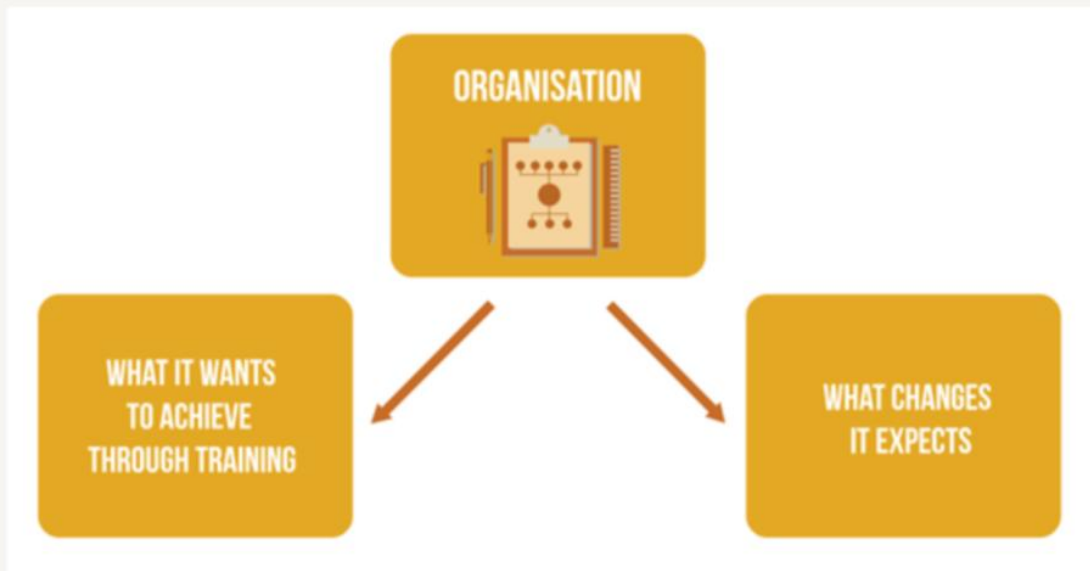 ORGANISATION
WHAT IT WANTS
TO ACHIEVE
THROUGH TRAINING
WHAT CHANGES
IT EXPECTS